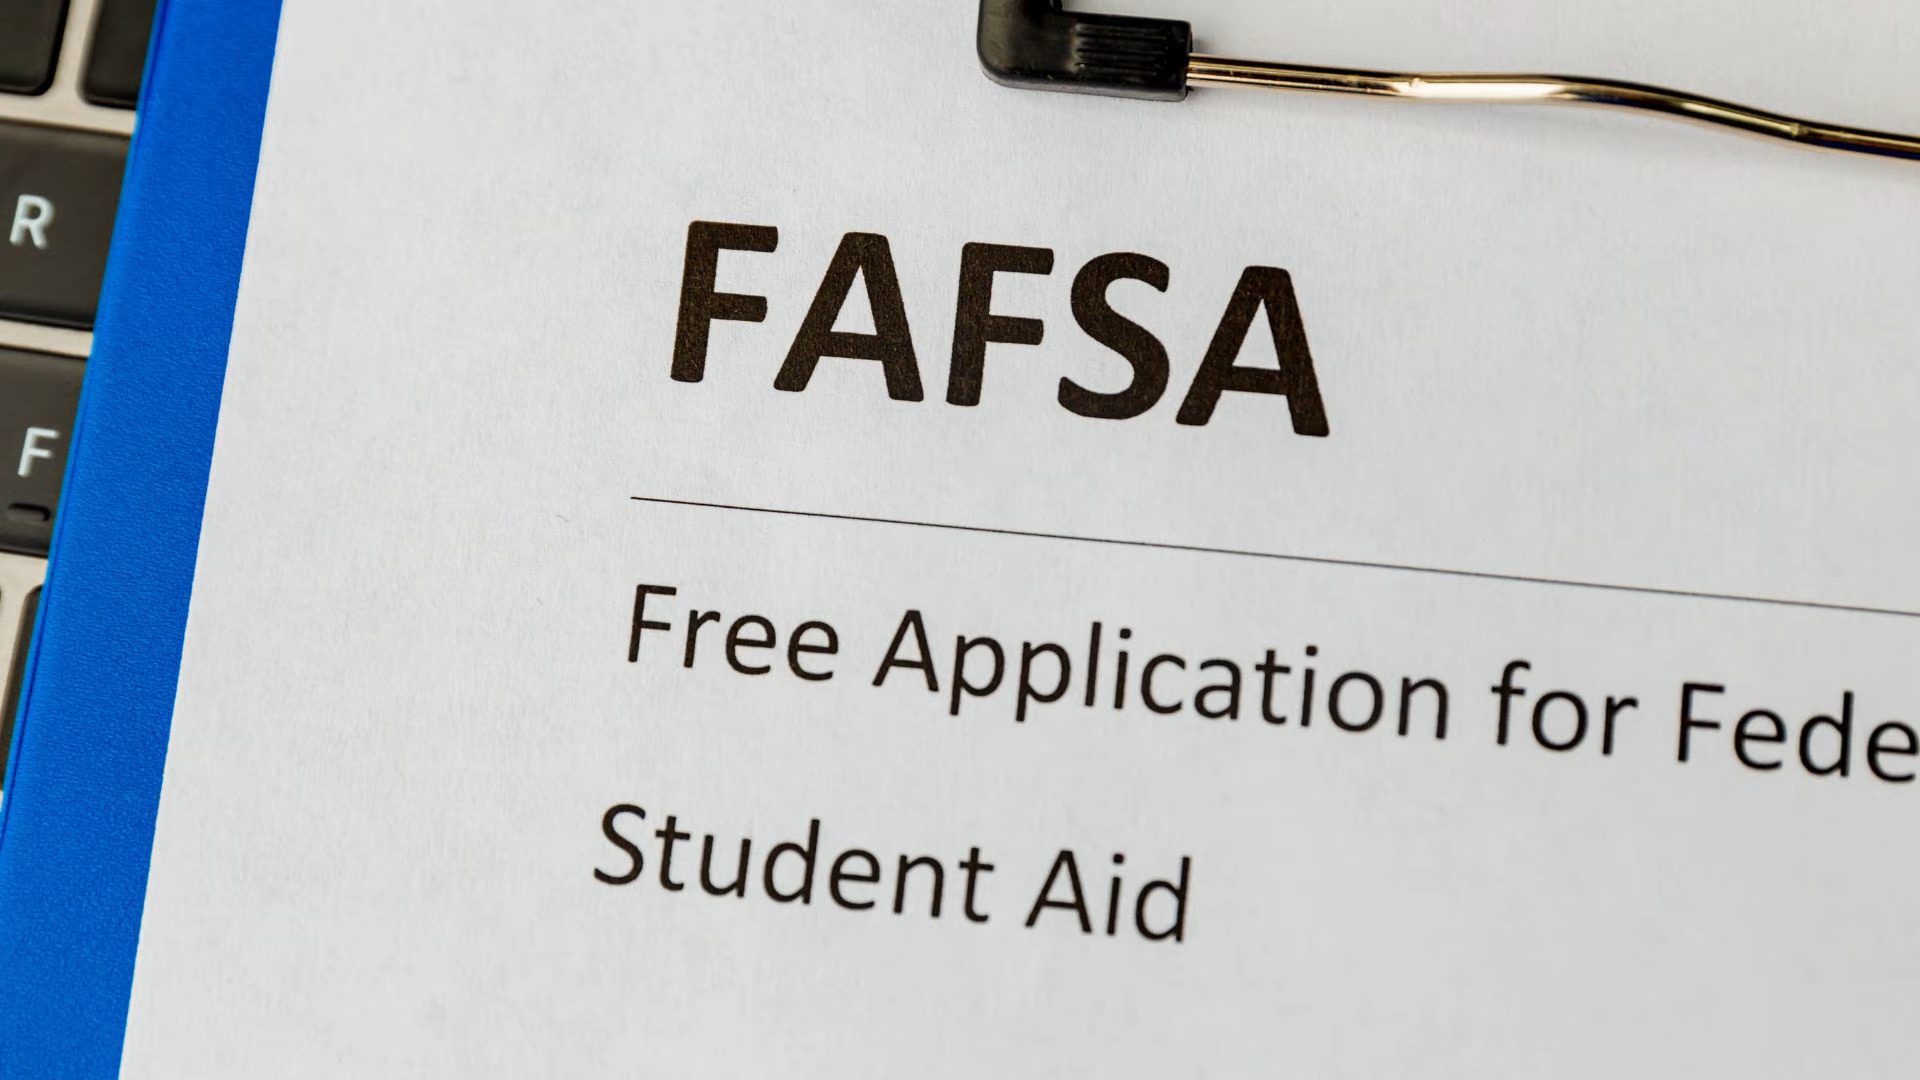 R
F
FAFSA
Free Application for Fede
Student Aid